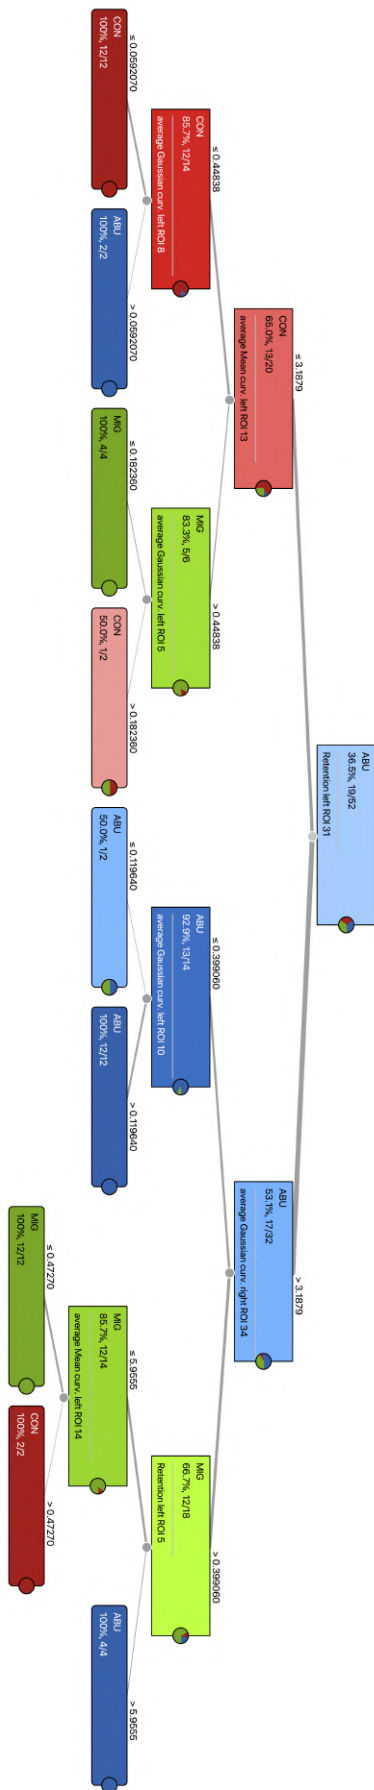 ABU
36.5%, 19/52
Retention left ROI 31
≤ 3.1879
> 3.1879
CON
65.0%, 13/20
average Mean curv. left ROI 13
ABU
53.1%, 17/32
average Gaussian curv. right ROI 34
≤ 0.44838
> 0.44838
≤ 0.399060
> 0.399060
CON
85.7%, 12/14
average Gaussian curv. left ROI 8
MIG
83.3%, 5/6
average Gaussian curv. left ROI 5
ABU
92.9%, 13/14
average Gaussian curv. left ROI 10
MIG
66.7%, 12/18
Retention left ROI 5
≤ 0.0592070
> 0.0592070
≤ 0.182360
> 0.182360
≤ 0.119640
> 0.119640
≤ 5.9555
> 5.9555
CON
100%, 12/12
ABU
100%, 2/2
MIG
100%, 4/4
CON
50.0%, 1/2
ABU
50.0%, 1/2
ABU
100%, 12/12
MIG
85.7%, 12/14
average Mean curv. left ROI 14
ABU
100%, 4/4
≤ 0.47270
> 0.47270
MIG
100%, 12/12
CON
100%, 2/2